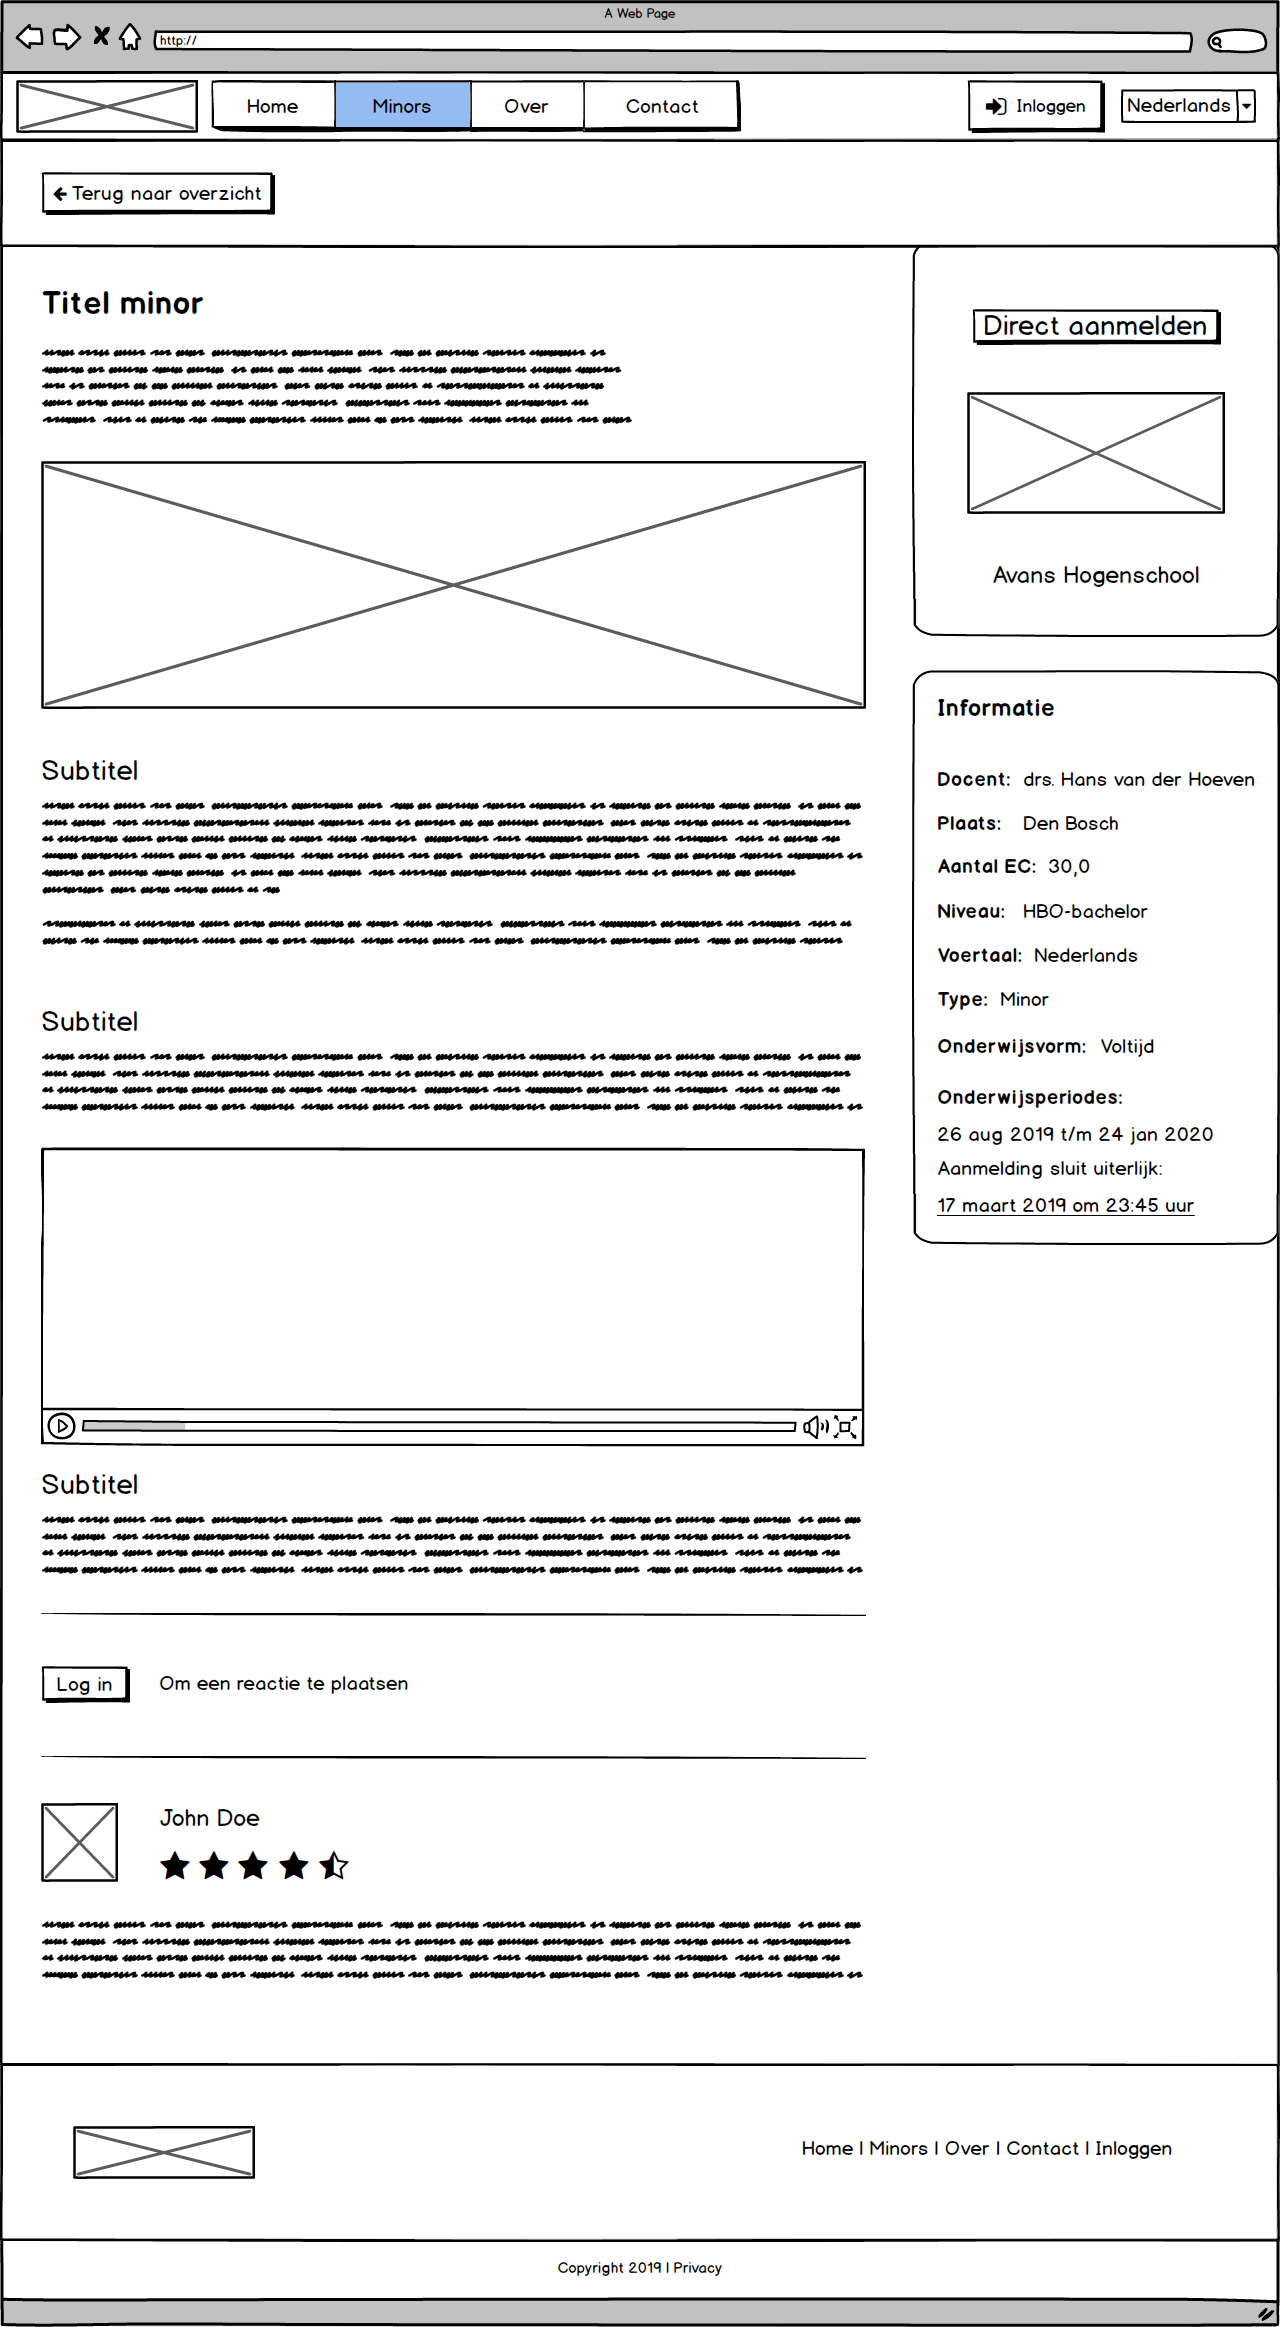 A Web Page
http://
Home Minors Over Contact Inloggen Nederlands
Terug naar overzicht
Titel minor
Subtitel
Subtitel
Subtitel
Log in Om een reactie te plaatsen
John Doe
Direct aanmelden
Avans Hogenschool
Informatie
Docent: drs. Hans van der Hoeven
Plaats: Den Bosch
Aantal EC: 30,0
Niveau: HBO-bachelor
Voertaal: Nederlands
Type: Minor
Onderwijsvorm: Voltijd
Onderwijsperiodes:
26 aug 2019 t/m 24 jan 2020
Aanmelding sluit uiterlijk:
17 maart 2019 om 23:45 uur
Home | Minors | Over | Contact | Inloggen
Copyright 2019 | Privacy